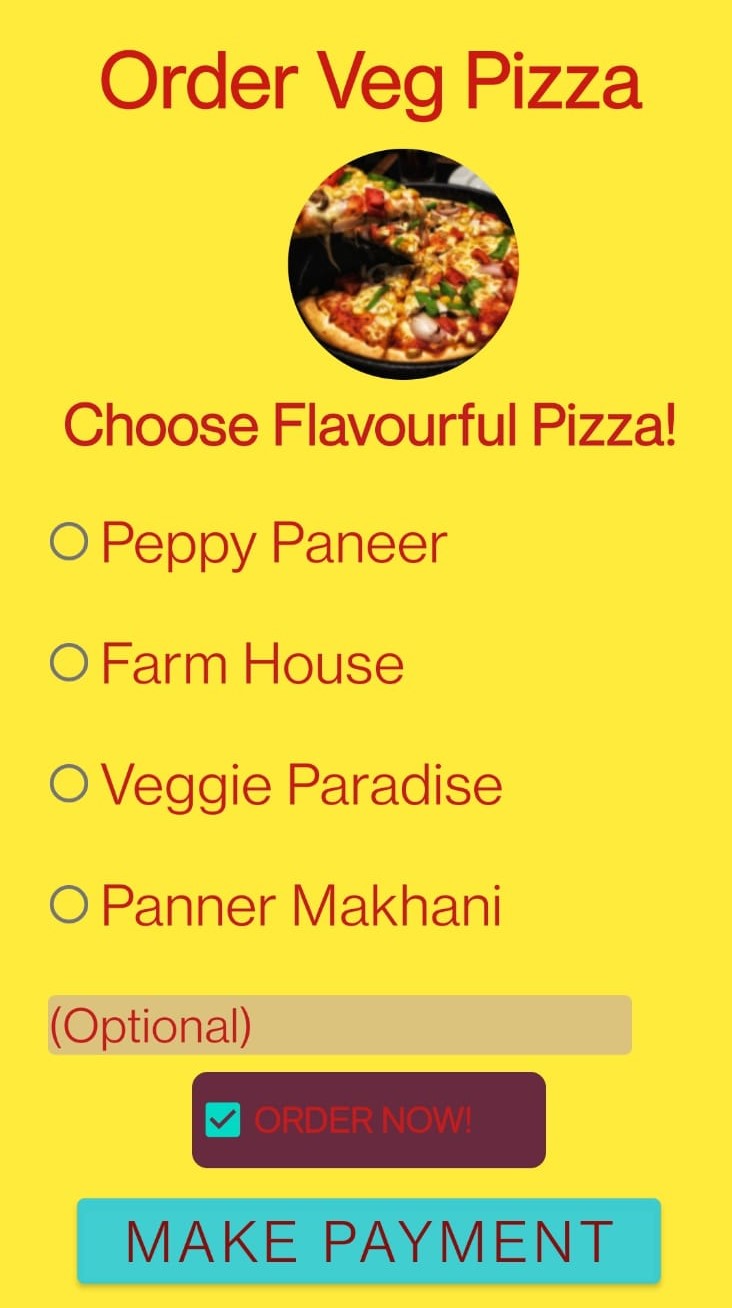 Order Veg Pizza
Choose Flavourful Pizza!
Peppy Paneer
Farm House
Veggie Paradise
Panner Makhani
(Optional)
ORDER NOW!
MAKE PAYMENT